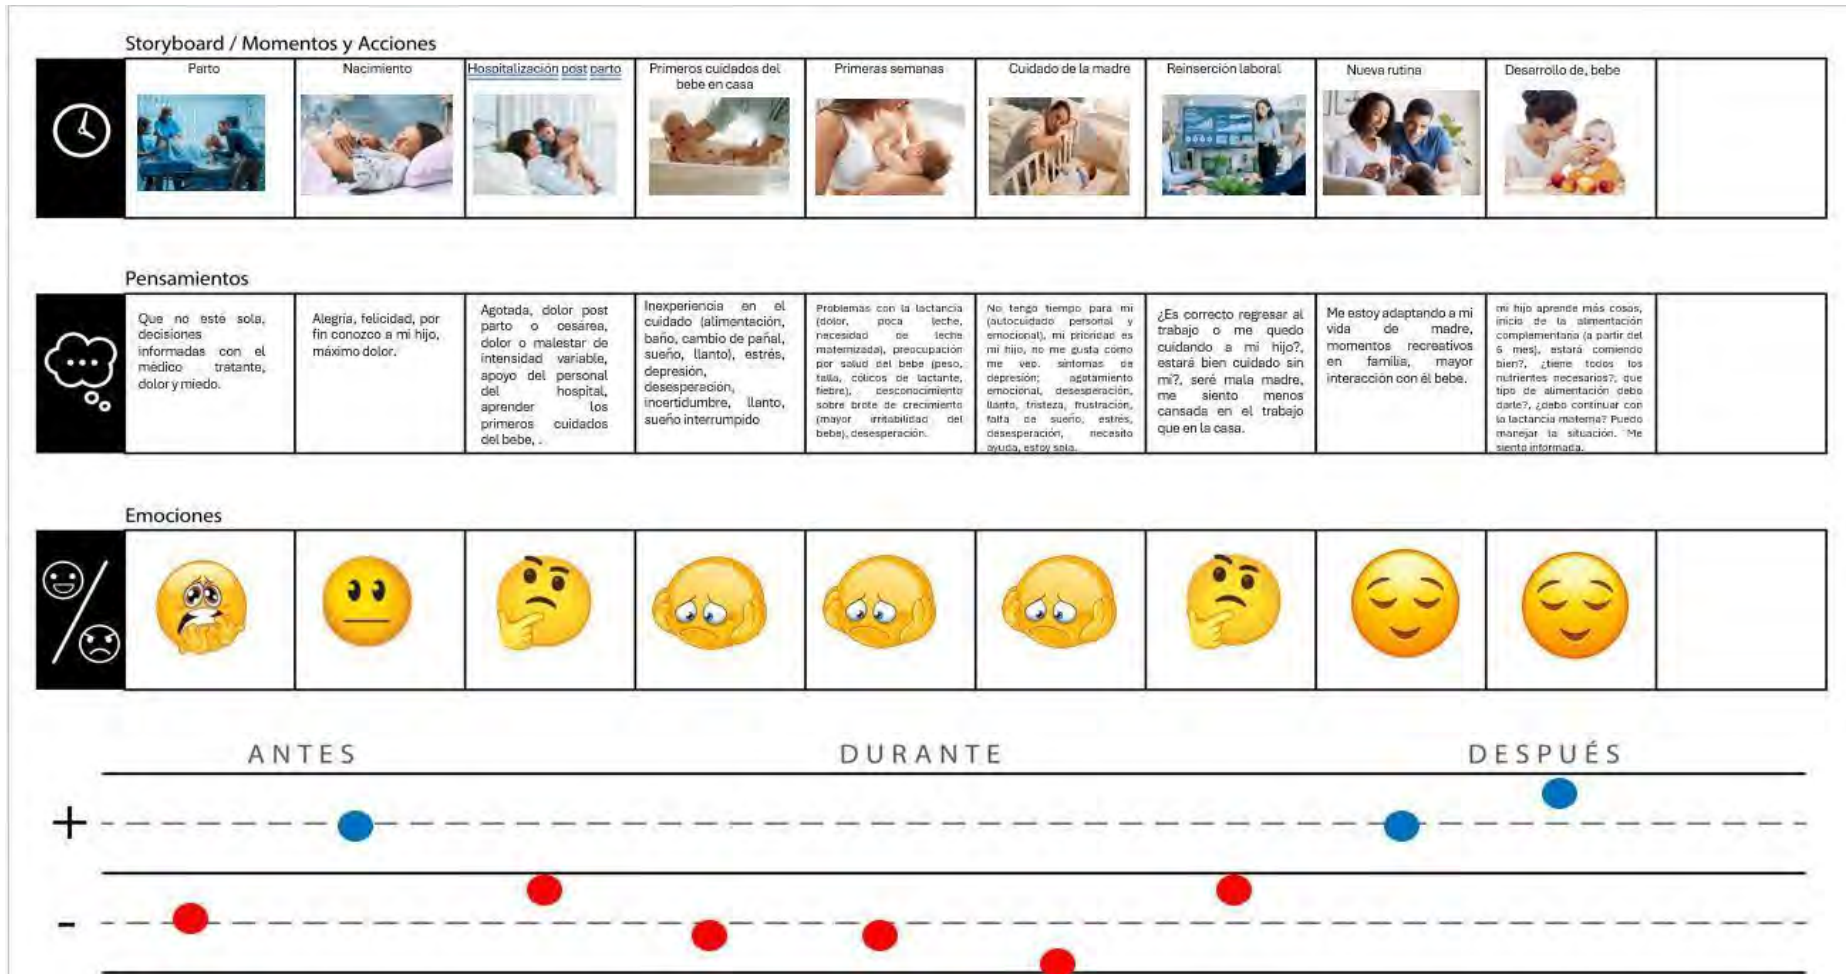 Storyboard / Momentos y Acciones
Parto
Nacimiento
Hospitalización post parto
Primeros cuidados del
bebe en casa
Primeras semanas
Cuidado de la madre
Reinserción laboral
Nueva rutina
Desarrollo de, bebe
Pensamientos
Que no esté sola,
decisiones
informadas con el
médico tratante,
dolor y miedo.
Alegría, felicidad, por
fin conozco a mi hijo,
máximo dolor.
Agotada, dolor post
parto o cesárea,
dolor o malestar de
intensidad variable,
apoyo del personal
del hospital,
aprender los
primeros cuidados
del bebe, .
Inexperiencia en el
cuidado (alimentación,
baño, cambio de pañal,
sueño, llanto), estrés,
depresión,
desesperación,
incertidumbre, llanto,
sueño interrumpido
Problemas con la lactancia
(dolor, poca leche,
necesidad de leche
maternizada), preocupación
por salud del bebe (peso,
talla, cólicos de lactante,
fiebre), desconocimiento
sobre brote de crecimiento
(mayor irritabilidad del
bebe), desesperación.
No tengo tiempo para mi
(autocuidado personal y
emocional), mi prioridad es
mi hijo, no me gusta como
me veo. síntomas de
depresión; agotamiento
emocional, desesperación,
llanto, tristeza, frustración,
falta de sueño, estrés,
desesperación, necesito
ayuda, estoy sola.
¿Es correcto regresar al
trabajo o me quedo
cuidando a mi hijo?,
estará bien cuidado sin
mi?, seré mala madre,
me siento menos
cansada en el trabajo
que en la casa.
Me estoy adaptando a mi
vida de madre,
momentos recreativos
en família, mayor
interacción con él bebe.
mi hijo aprende más cosas,
inicio de la alimentación
complementaria (a partir del
6 mes), estará comiendo
bien?, ¿tiene todos los
nutrientes necesarios?, que
tipo de alimentación debo
darle?, ¿debo continuar con
la lactancia materna? Puedo
manejar la situación. Me
siento informada.
Emociones
ANTES
DURANTE
DESPUÉS
+
-